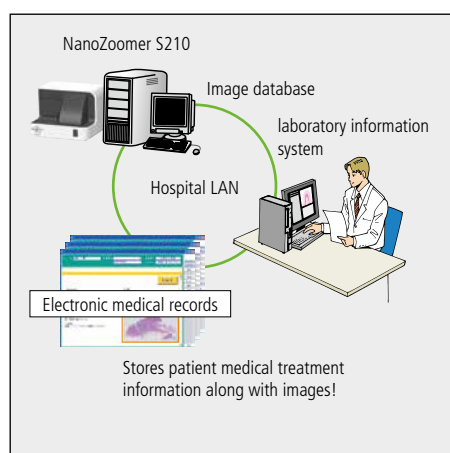 NanoZoomer S210
Image database
laboratory information
system
Hospital LAN
Electronic medical records
Stores patient medical treatment
information along with images!